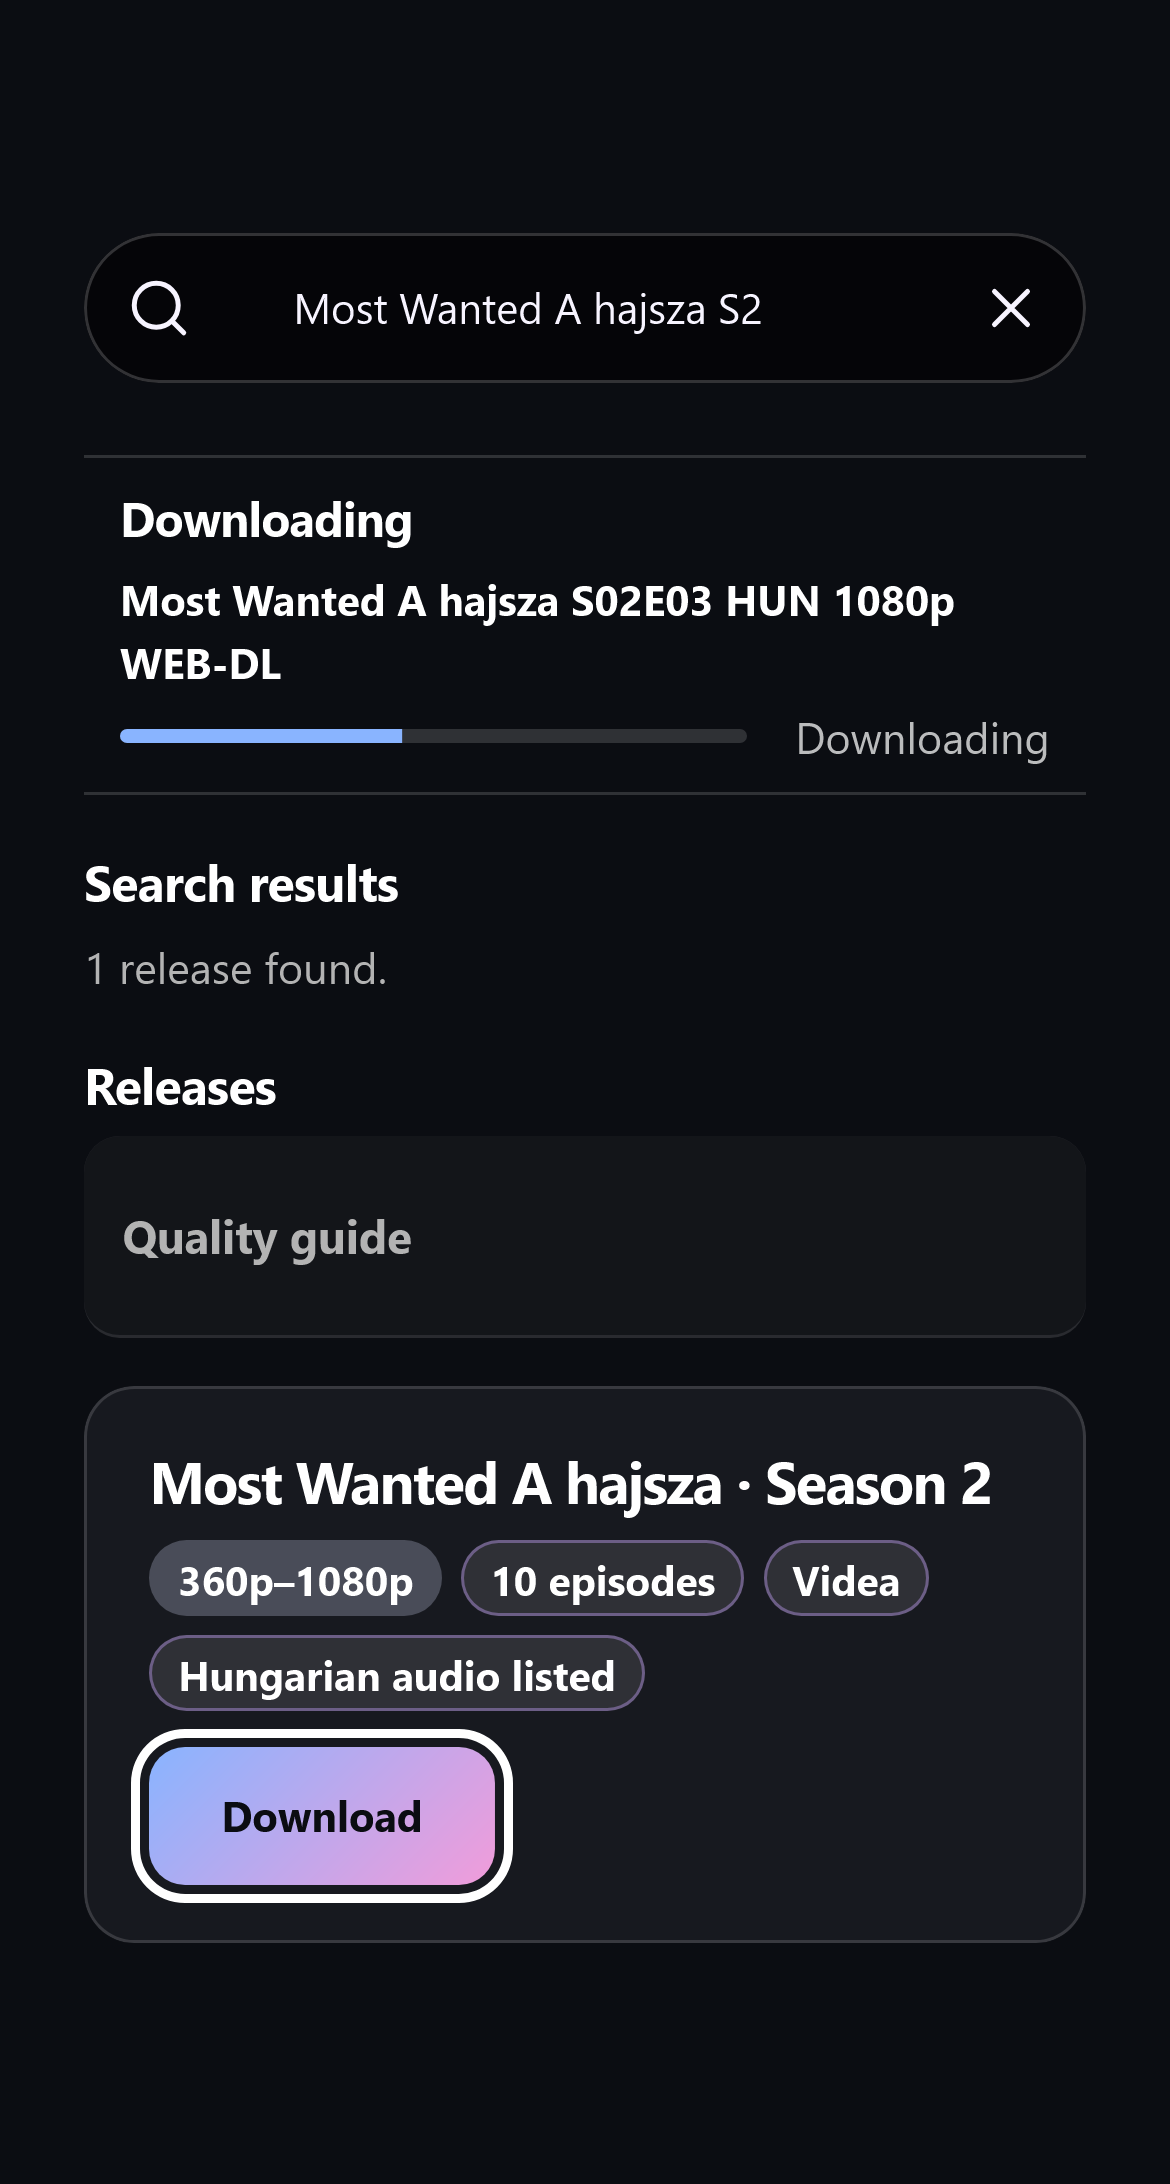 Most Wanted A hajsza S2
Downloading
Most Wanted A hajsza S02E03 HUN 1080p
WEB-DL
Downloading
Search results
1 release found.
Releases
Quality guide
Most Wanted A hajsza · Season 2
360p–1080p 10 episodes Videa
Hungarian audio listed
Download